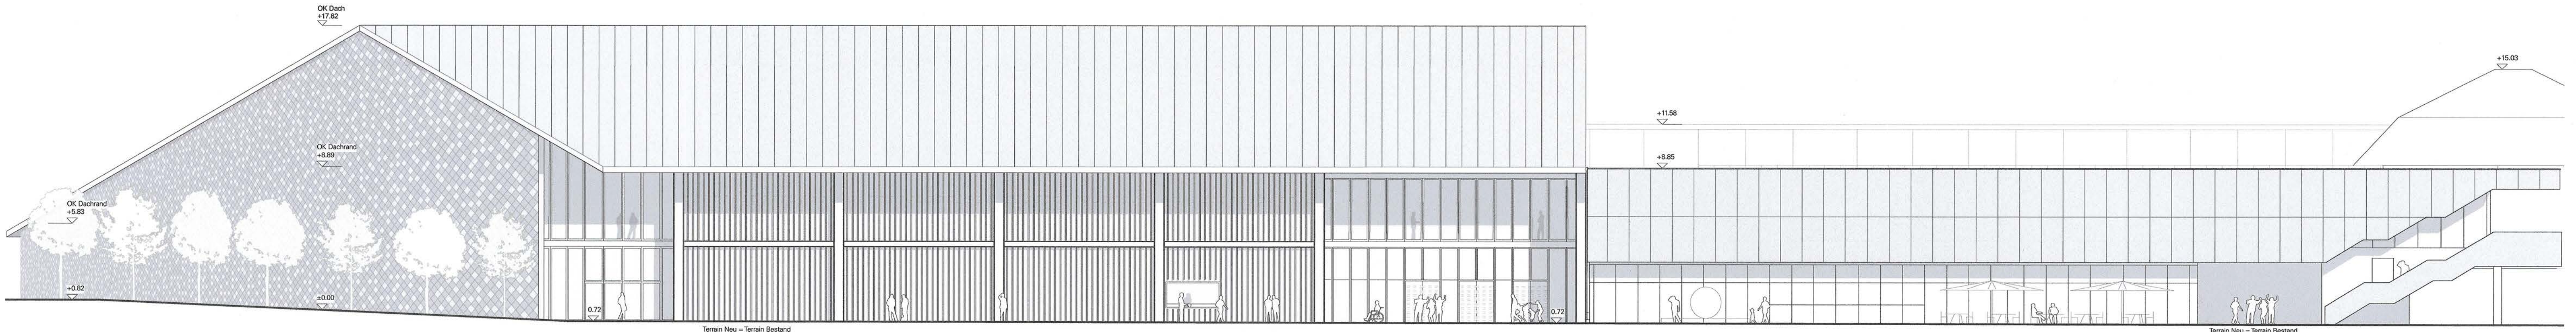 OK Dach
+17.62
+15.03
+11.58
OK Dachrand
+8.89
+8.85
OK Dachrand
+5.83
+0.82
±0.00
0.72
0.72
Terrain Neu = Terrain Bestand
Terrain Neu = Terrain Bestand